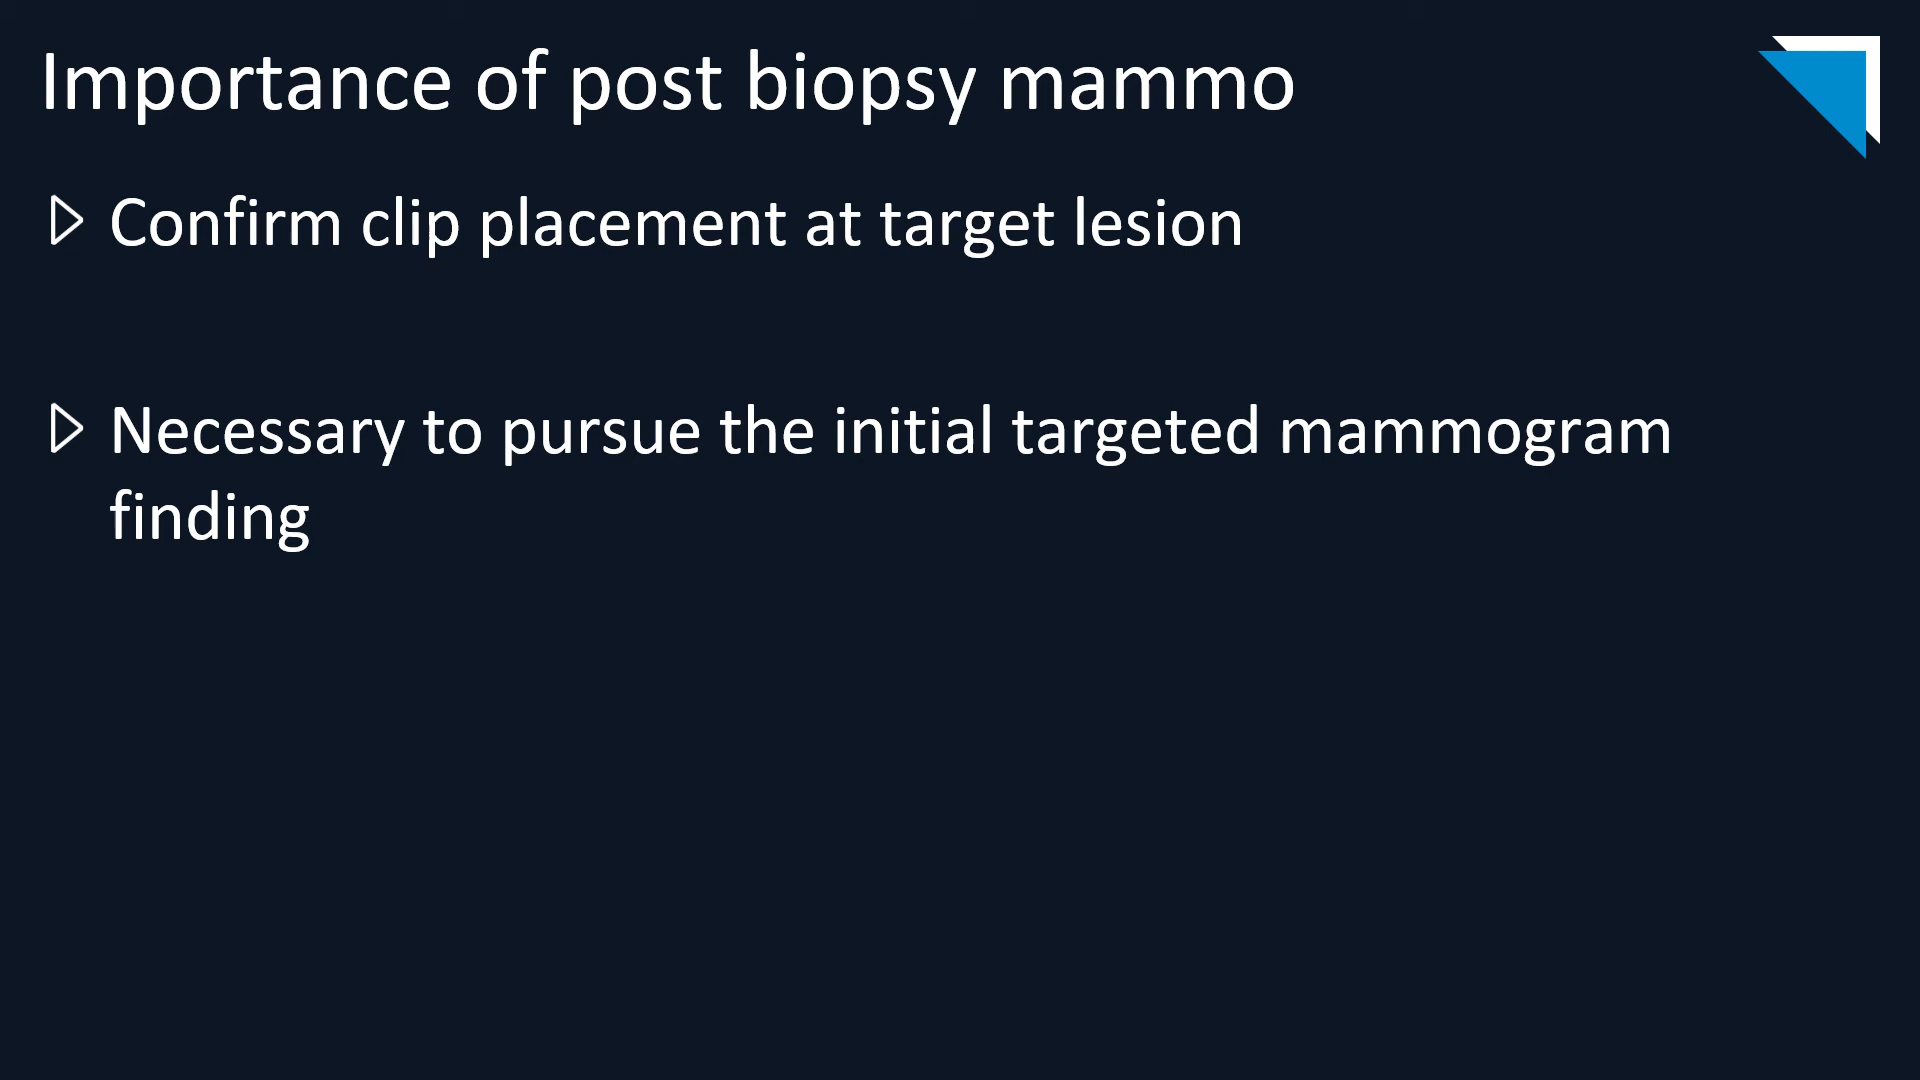 Importance of post biopsy mammo
Confirm clip placement at target lesion
Necessary to pursue the initial targeted mammogram
finding